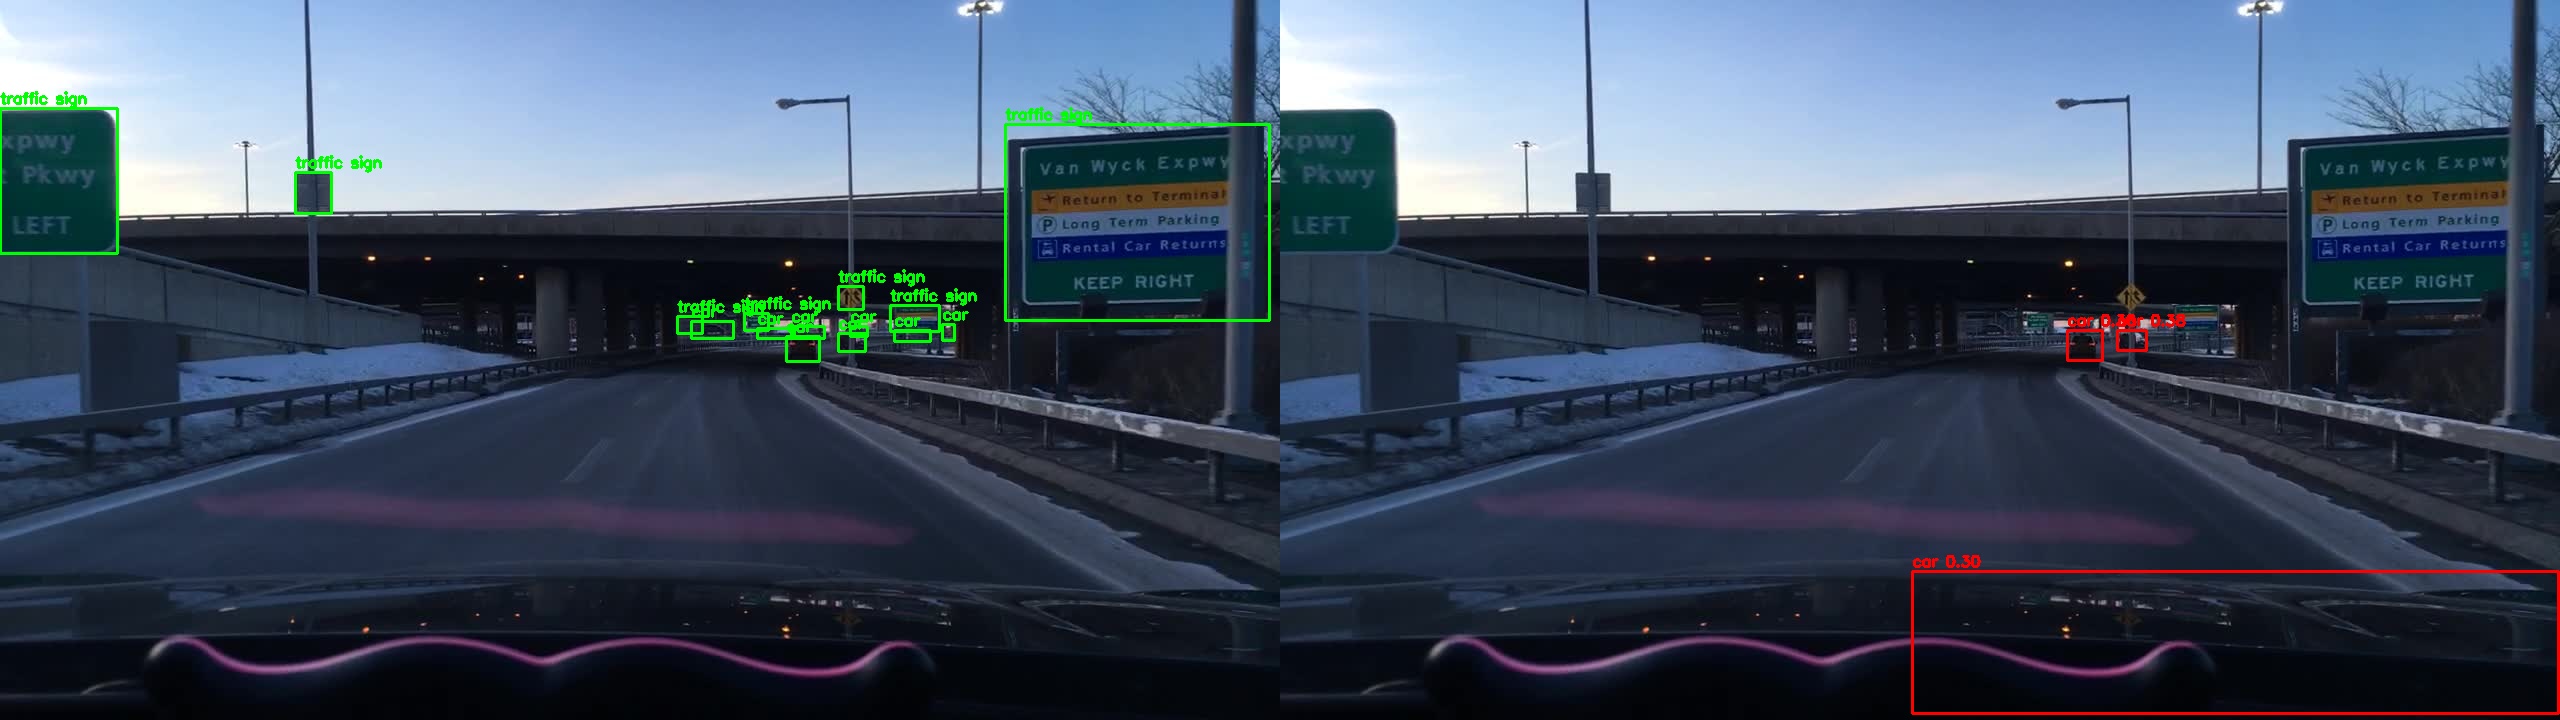 traffic sign
xpwy
Pkwy
LEFT
traffic sign
traffic sign
Van Wyck Expwy
Return to Terminal
P Long Term Parking
Rental Car Returns
KEEP RIGHT
traffic sign
traffic sign
traffic sign
traffic sign
car
car
car
car
car
xpwy
Pkwy
LEFT
Van Wyck Expwy
Return to Terminal
P Long Term Parking
Rental Car Returns
KEEP RIGHT
car 0.30